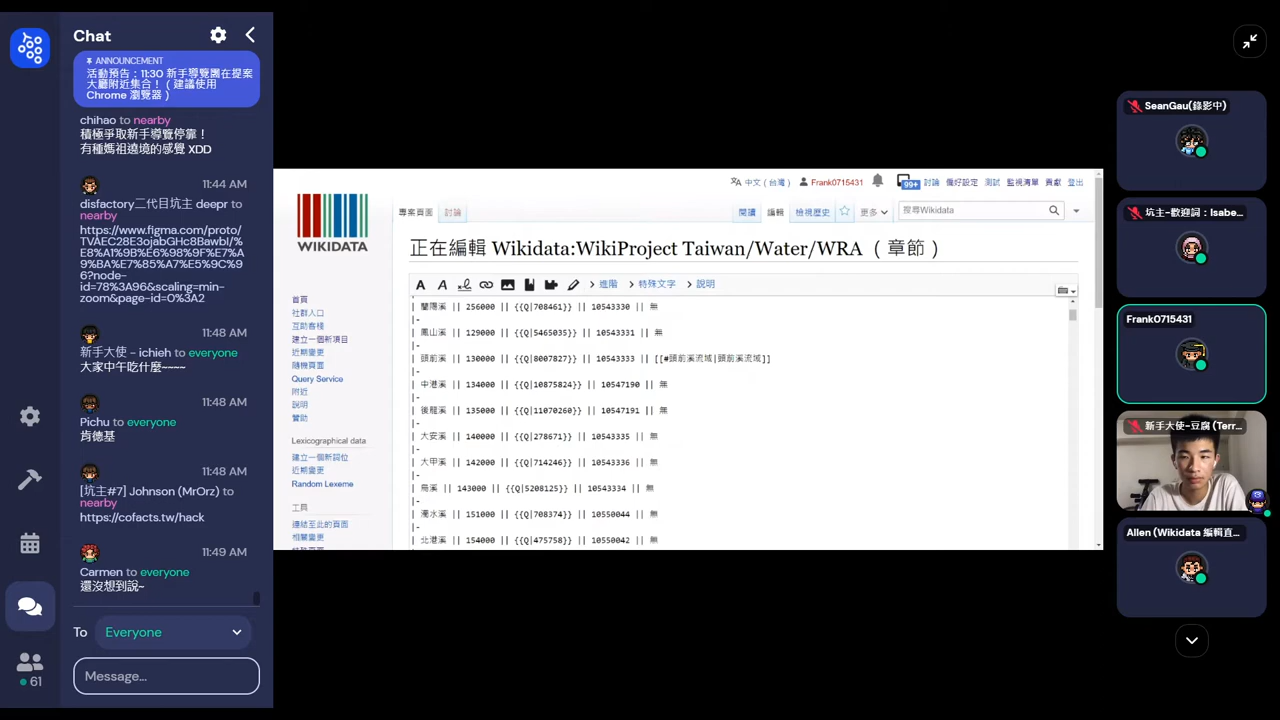 Chat
ANNOUNCEMENT
活動預告：11:30 新手導覽團在提案
大廳附近集合！（建議使用
Chrome 瀏覽器）
chihao to nearby
積極爭取新手導覽停靠！
有種媽祖遶境的感覺 XDD
11:44 AM
disfactory二代目坑主 deepr to
nearby
https://www.figma.com/proto/
TVAEC28E3ojabGHc8Bawbl/%
E8%A1%8B%E6%98%9F%E7%A
9%BA%E7%85%A7%E5%9C%9
6?node-
id=78%3A96&scaling=min-
zoom&page-id=0%3A2
11:48 AM
新手大使 - ichieh to everyone
大家中午吃什麼~~~~
11:48 AM
Pichu to everyone
肯德基
11:48 AM
[坑主#7] Johnson (MrOrz) to
nearby
https://cofacts.tw/hack
11:49 AM
Carmen to everyone
還沒想到說~
To
Everyone
Message...
61
WIKIDATA
首頁
社群入口
互助客棧
建立一個新項目
近期變更
隨機頁面
Query Service
附近
說明
贊助
Lexicographical data
建立一個新詞位
近期變更
Random Lexeme
工具
連結至此的頁面
相關變更
中文（台灣）
Frank0715431
99+
討論
偏好設定
測試
監視清單
貢獻
登出
專案頁面
討論
閱讀
編輯
檢視歷史
更多
搜尋Wikidata
正在編輯 Wikidata:WikiProject Taiwan/Water/WRA（章節）
進階
特殊文字
說明
| 蘭陽溪 || 256000 || {{Q|708461}} || 10543330 || 無
|-
| 鳳山溪 || 129000 || {{Q|5465035}} || 10543331 || 無
|-
| 頭前溪 || 130000 || {{Q|8007827}} || 10543333 || [[#頭前溪流域|頭前溪流域]]
|-
| 中港溪 || 134000 || {{Q|10875824}} || 10547190 || 無
|-
| 後龍溪 || 135000 || {{Q|11070260}} || 10547191 || 無
|-
| 大安溪 || 140000 || {{Q|278671}} || 10543335 || 無
|-
| 大甲溪 || 142000 || {{Q|714246}} || 10543336 || 無
|-
| 烏溪 || 143000 || {{Q|5208125}} || 10543334 || 無
|-
| 濁水溪 || 151000 || {{Q|708374}} || 10550044 || 無
|-
| 北港溪 || 154000 || {{Q|475758}} || 10550042 || 無
SeanGau(錄影中)
坑主-歡迎詞：Isabe...
Frank0715431
新手大使-豆腐 (Terr...
Allen (Wikidata 編輯直...